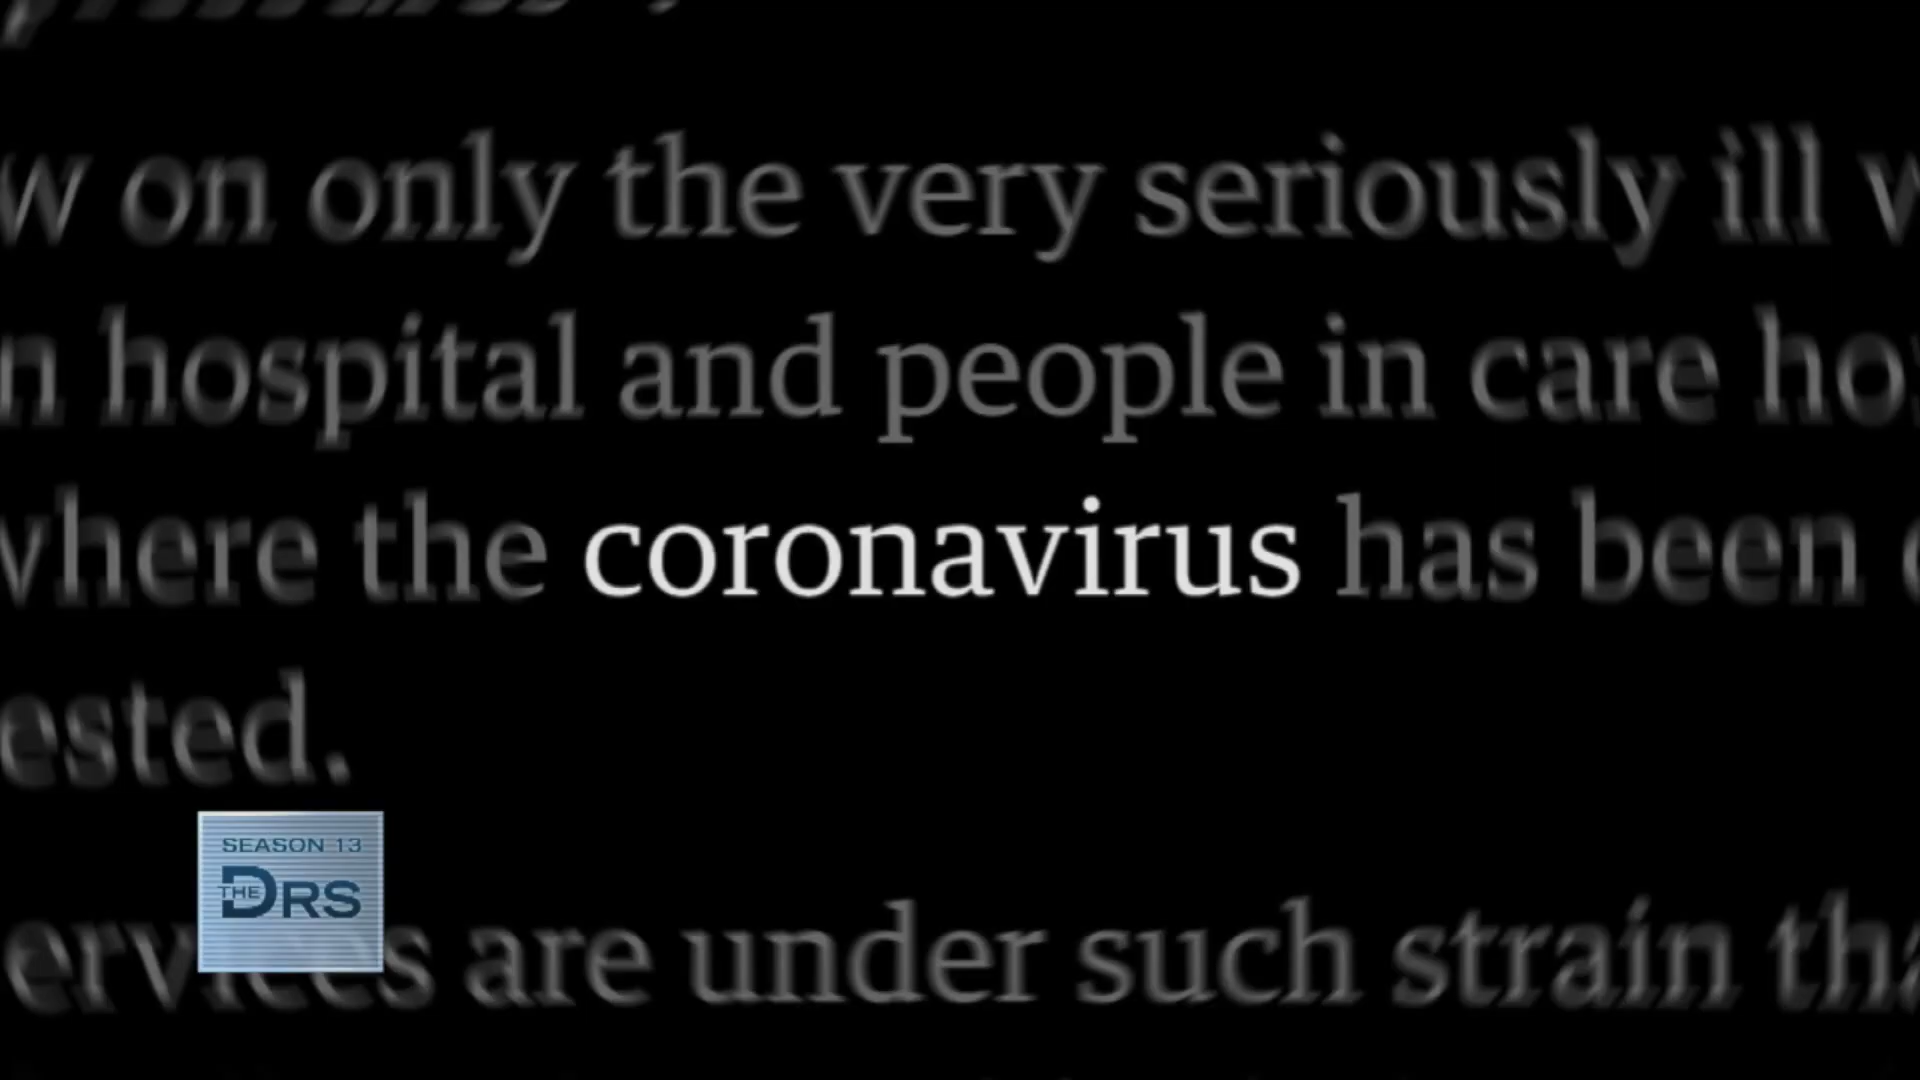 on only the very seriously ill
hospital and people in care
where the coronavirus has been
ested.
SEASON 13
THE DRS
ervices are under such strain tha